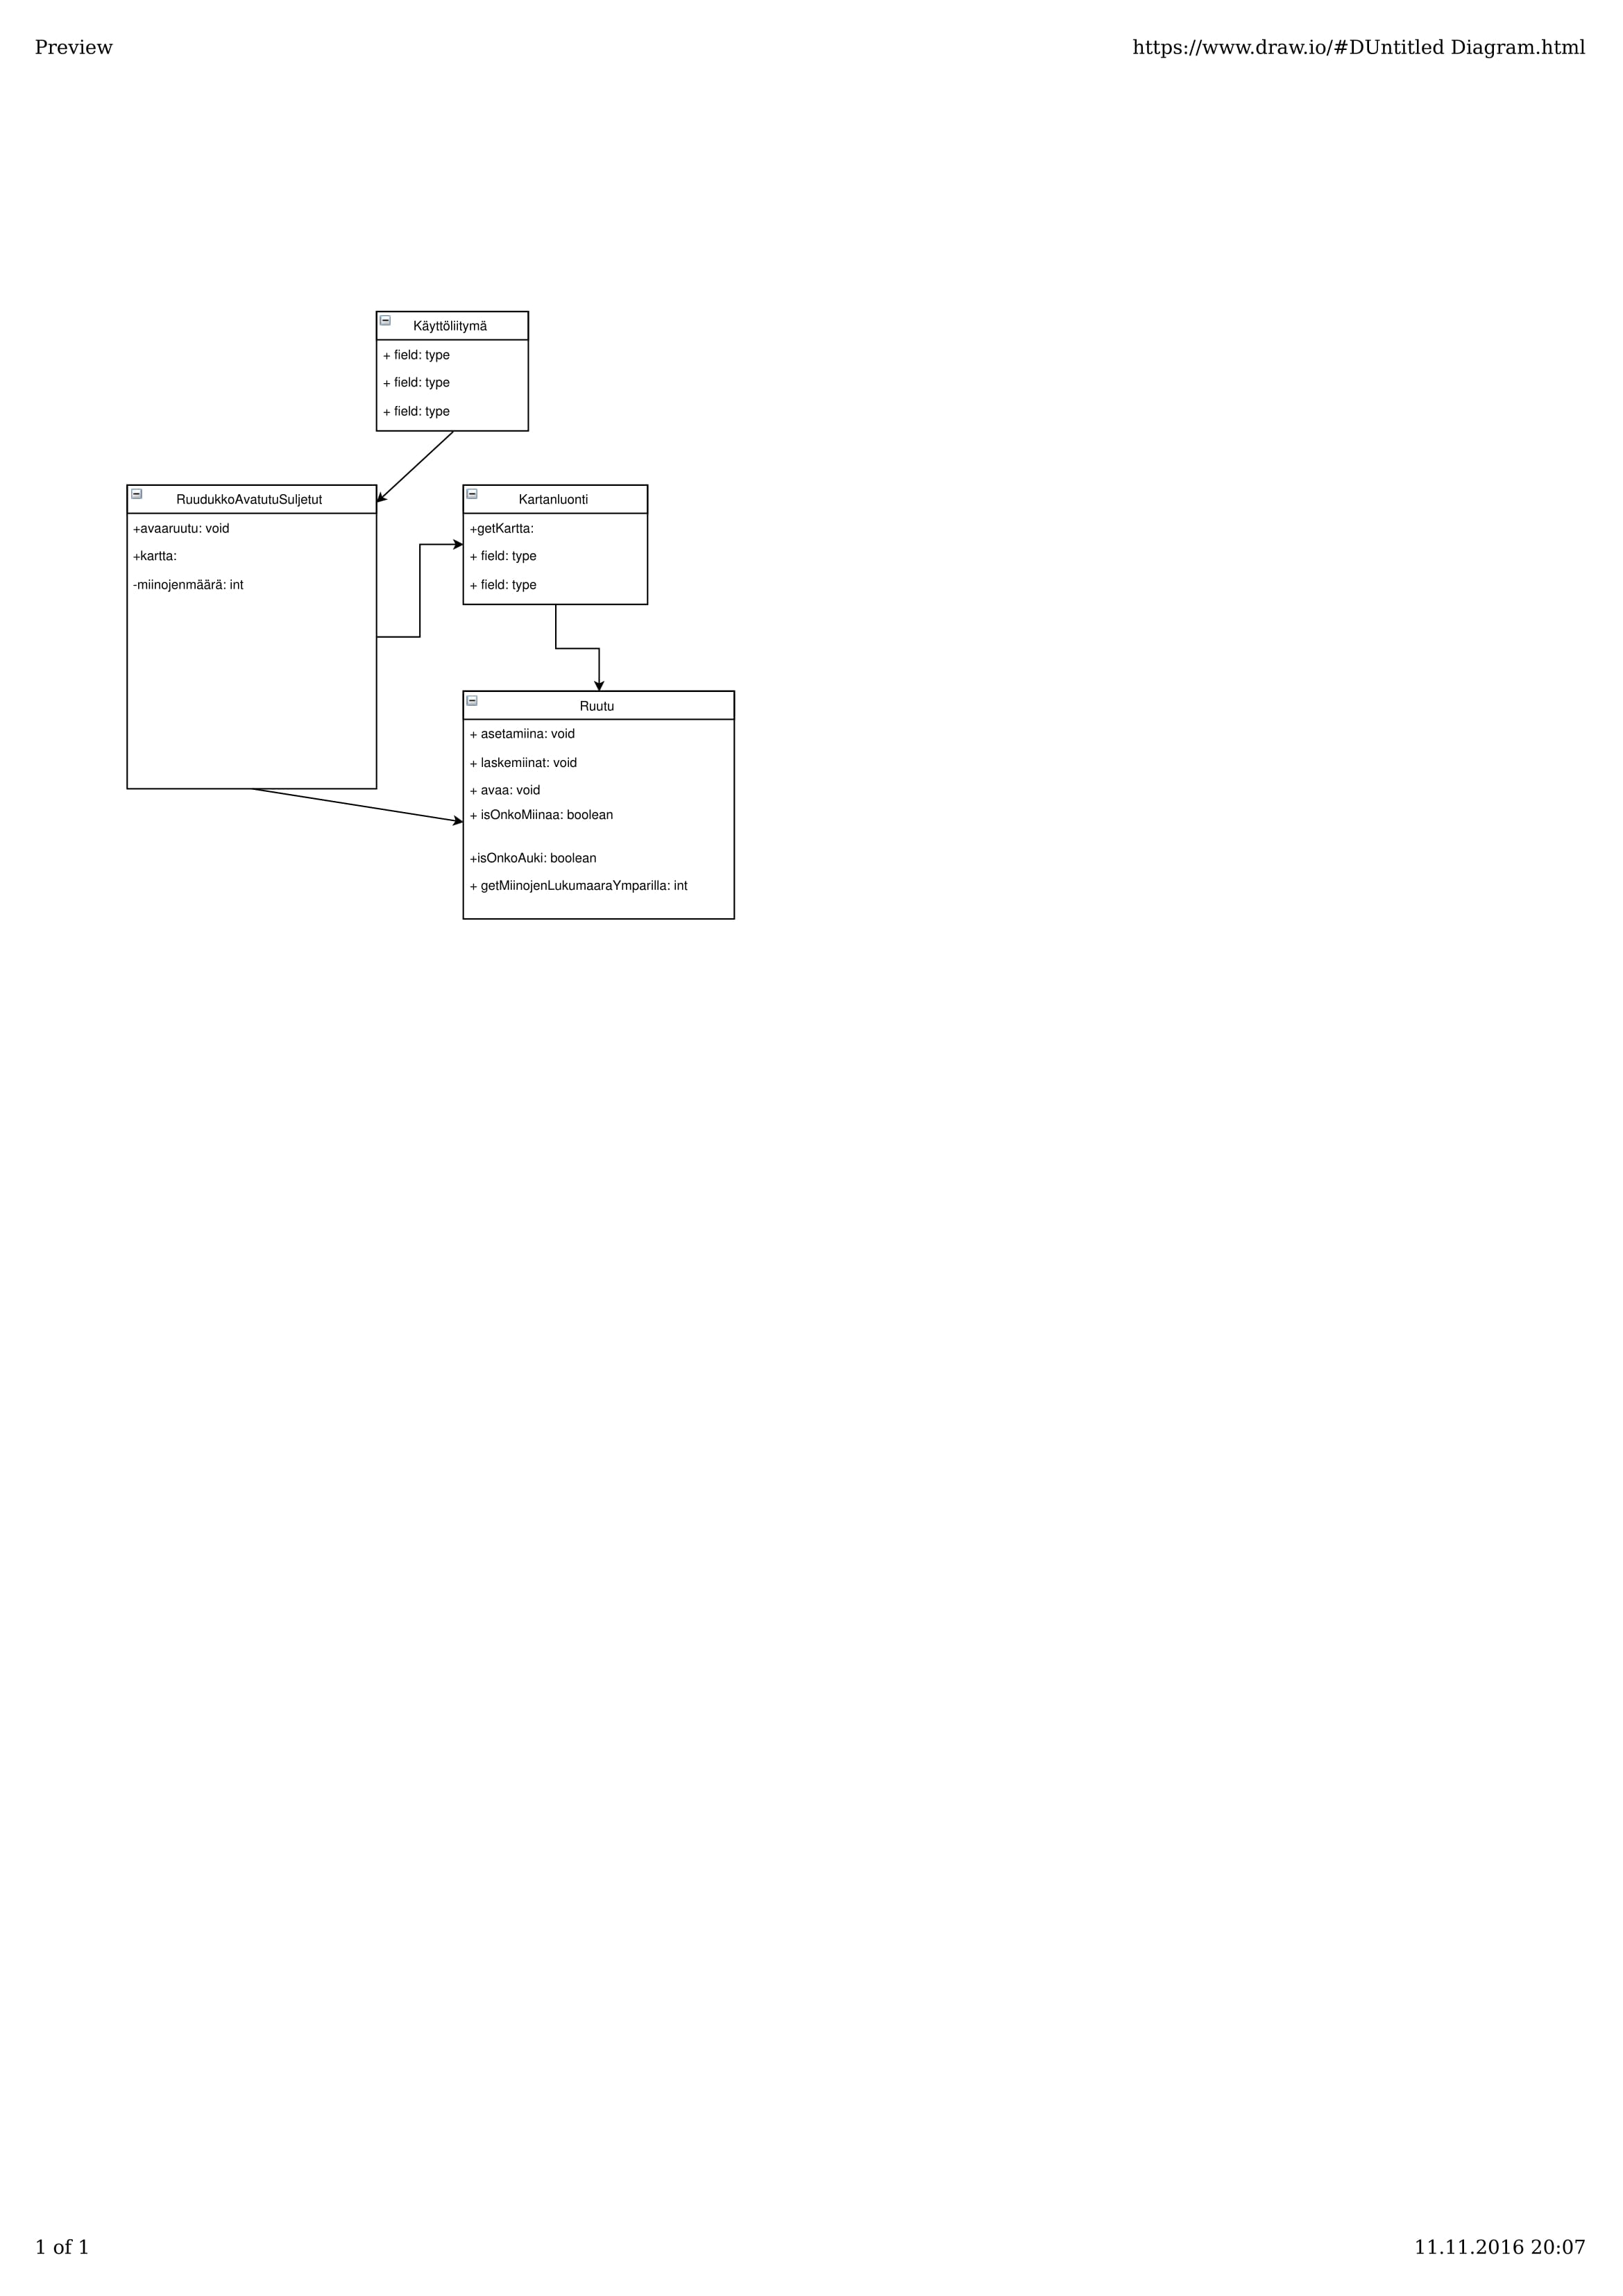 Preview
https://www.draw.io/#DUntitled Diagram.html
Käyttöliitymä
+ field: type
+ field: type
+ field: type
RuudukkoAvatutuSuljetut
+avaaruutu: void
+kartta:
-miinojenmäärä: int
Kartanluonti
+getKartta:
+ field: type
+ field: type
Ruutu
+ asetamiina: void
+ laskemiinat: void
+ avaa: void
+ isOnkoMiinaa: boolean
+isOnkoAuki: boolean
+ getMiinojenLukumaaraYmparilla: int
1 of 1
11.11.2016 20:07